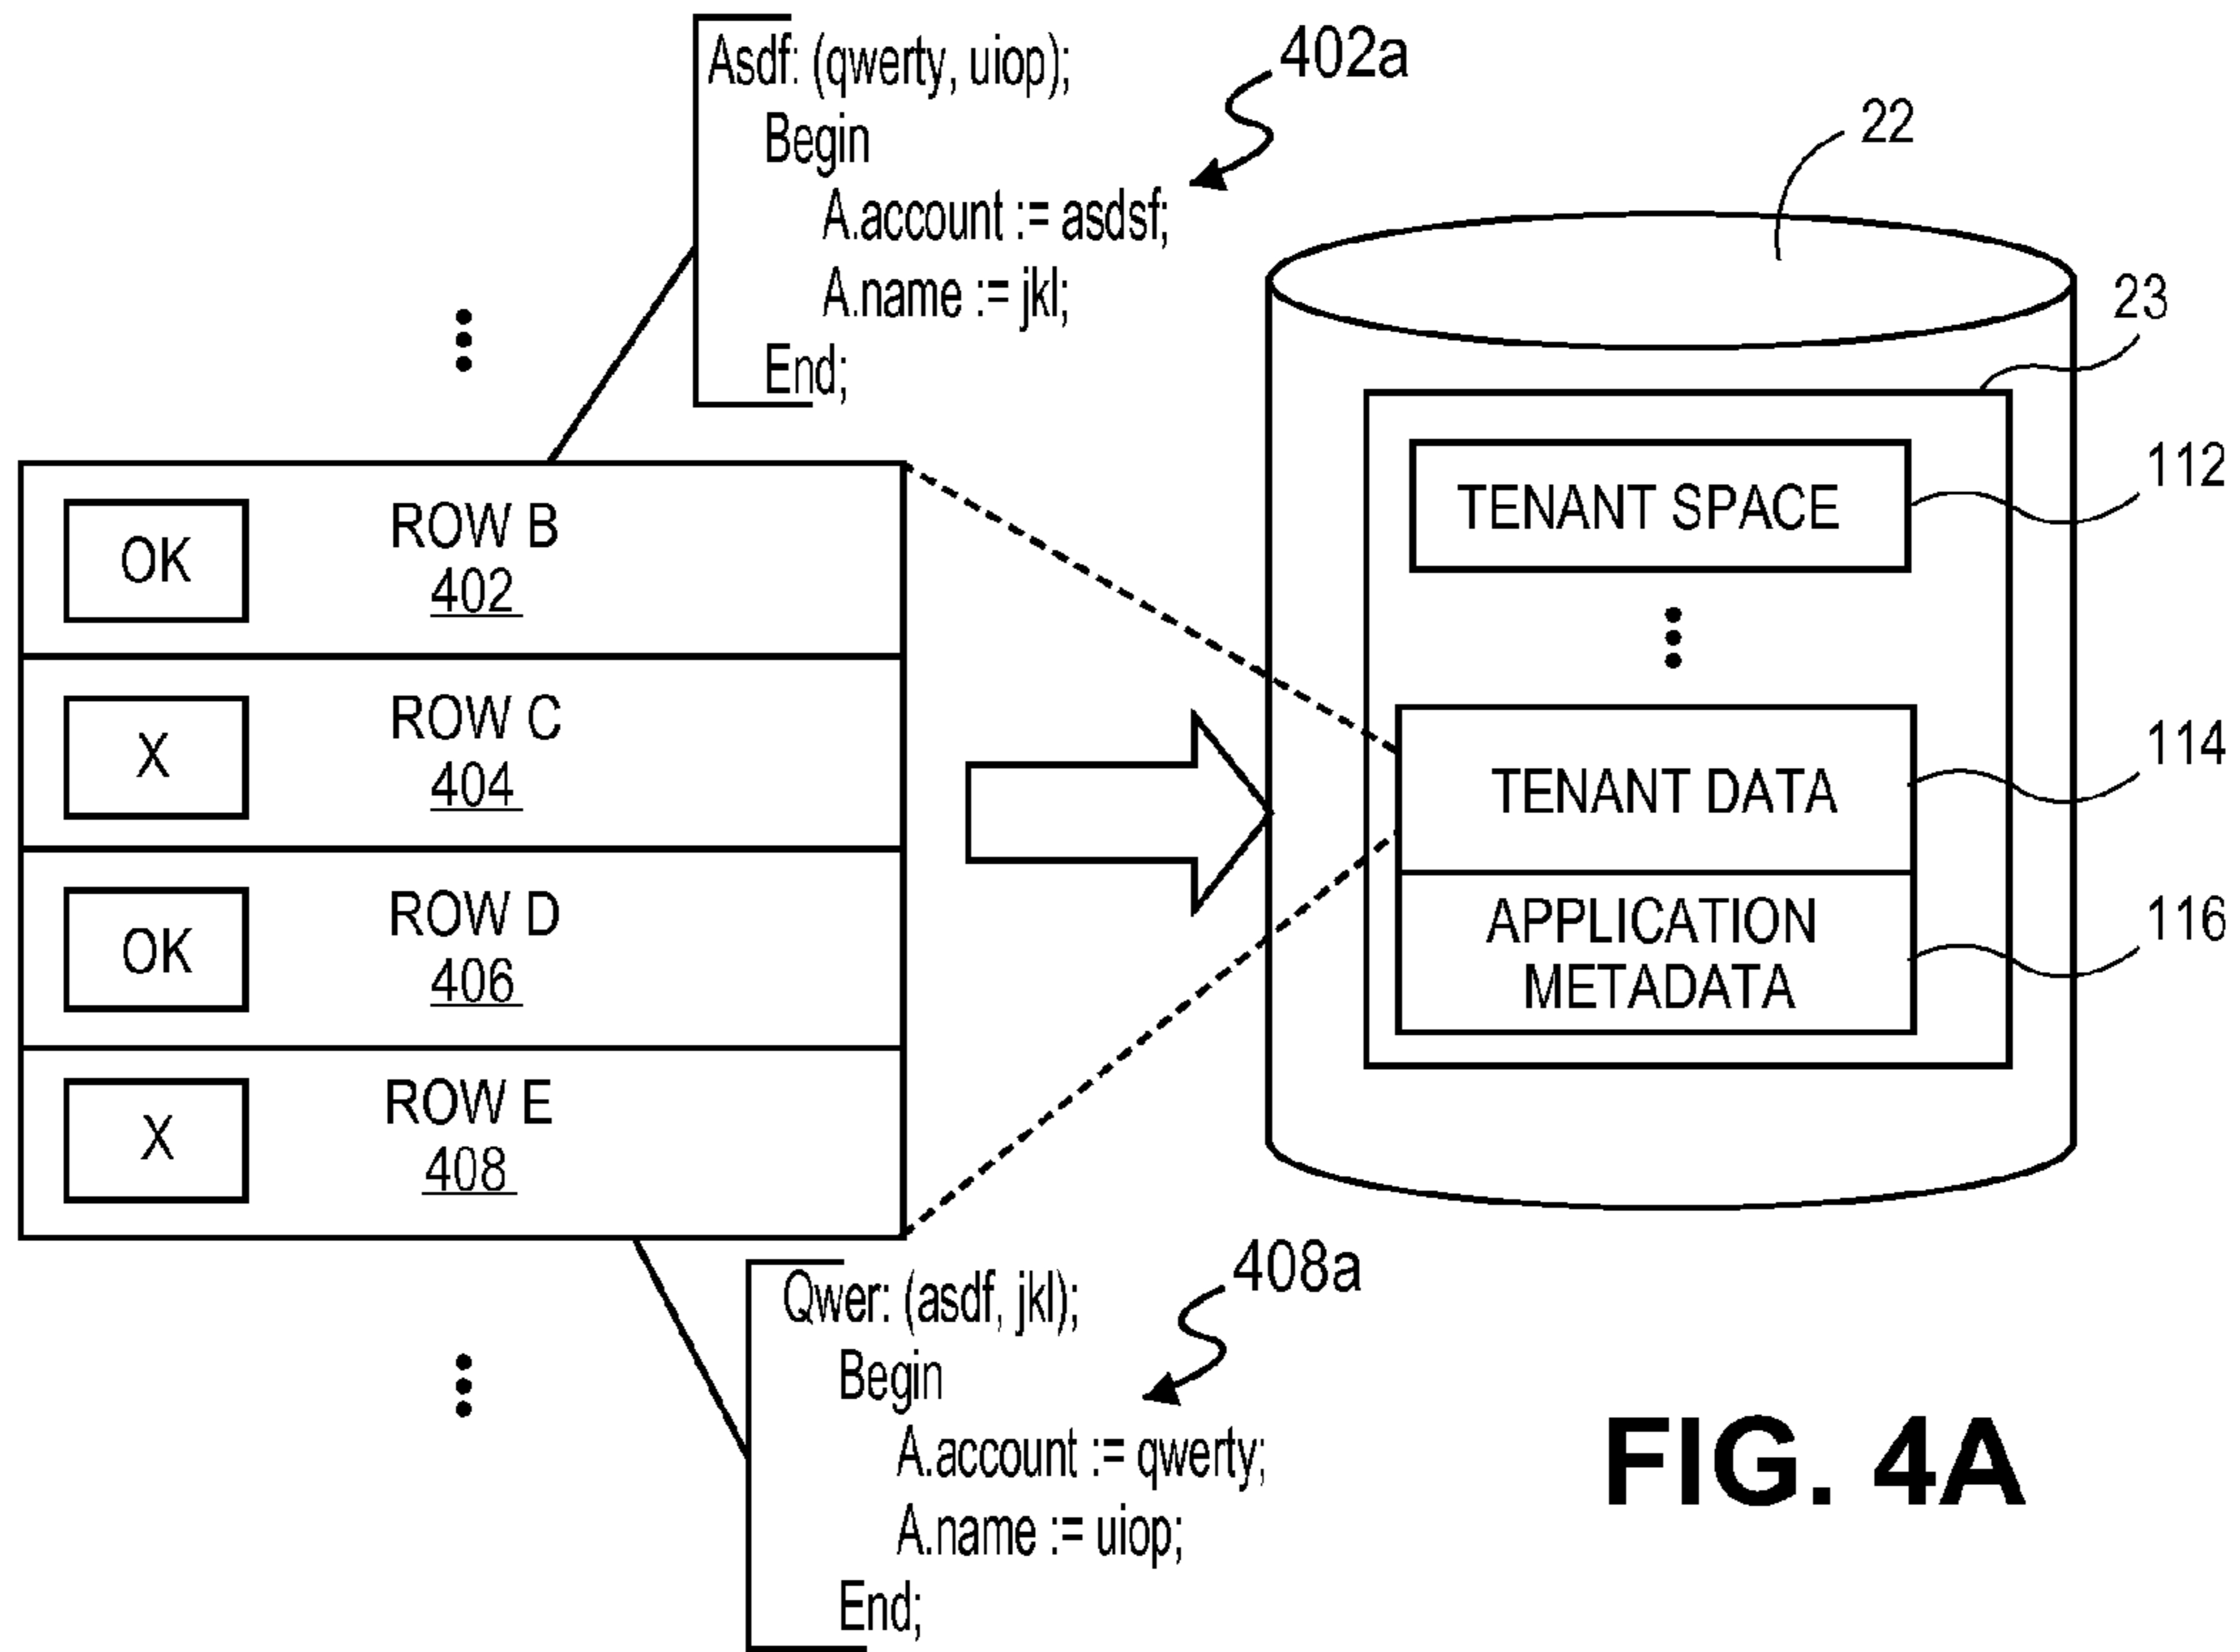 Asdf: (qwerty, uiop);
Begin
A.account := asdsf;
A.name := jkl;
End;
402a
22
23
OK
ROW B
402
X
ROW C
404
OK
ROW D
406
X
ROW E
408
TENANT SPACE
112
TENANT DATA
114
APPLICATION
METADATA
116
Qwer: (asdf, jkl);
Begin
A.account := qwerty;
A.name := uiop;
End;
408a
FIG. 4A